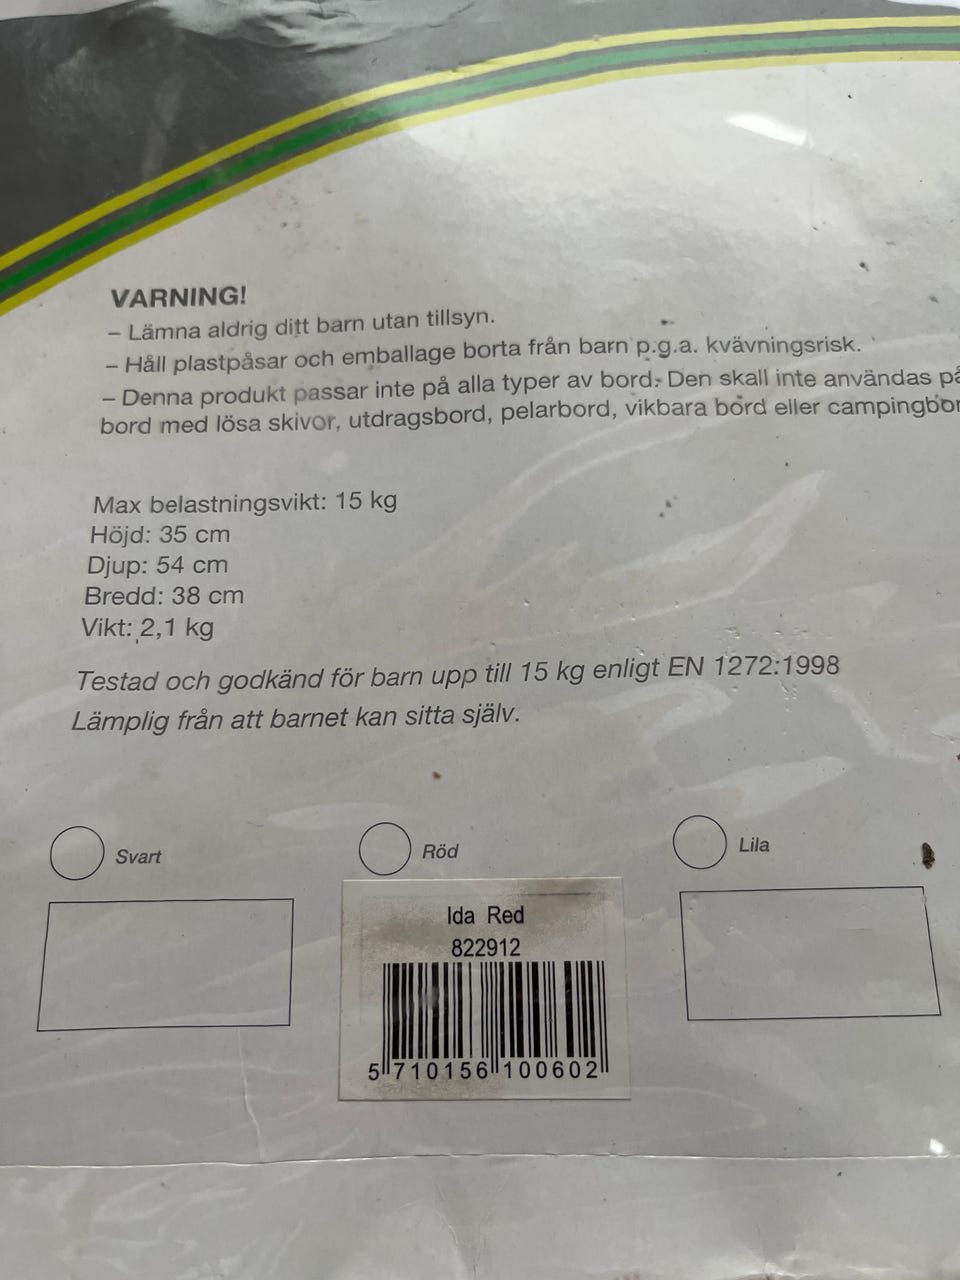 VARNING!
– Lämna aldrig ditt barn utan tillsyn.
– Håll plastpåsar och emballage borta från barn p.g.a. kvävningsrisk.
– Denna produkt passar inte på alla typer av bord. Den skall inte användas på
bord med lösa skivor, utdragsbord, pelarbord, vikbara bord eller
Max belastningsvikt: 15 kg
Höjd: 35 cm
Djup: 54 cm
Bredd: 38 cm
Vikt: 2,1 kg
Testad och godkänd för barn upp till 15 kg enligt EN 1272:1998
Lämplig från att barnet kan sitta själv.
Svart
Röd
Lila
Ida Red
822912
5 710156 100602